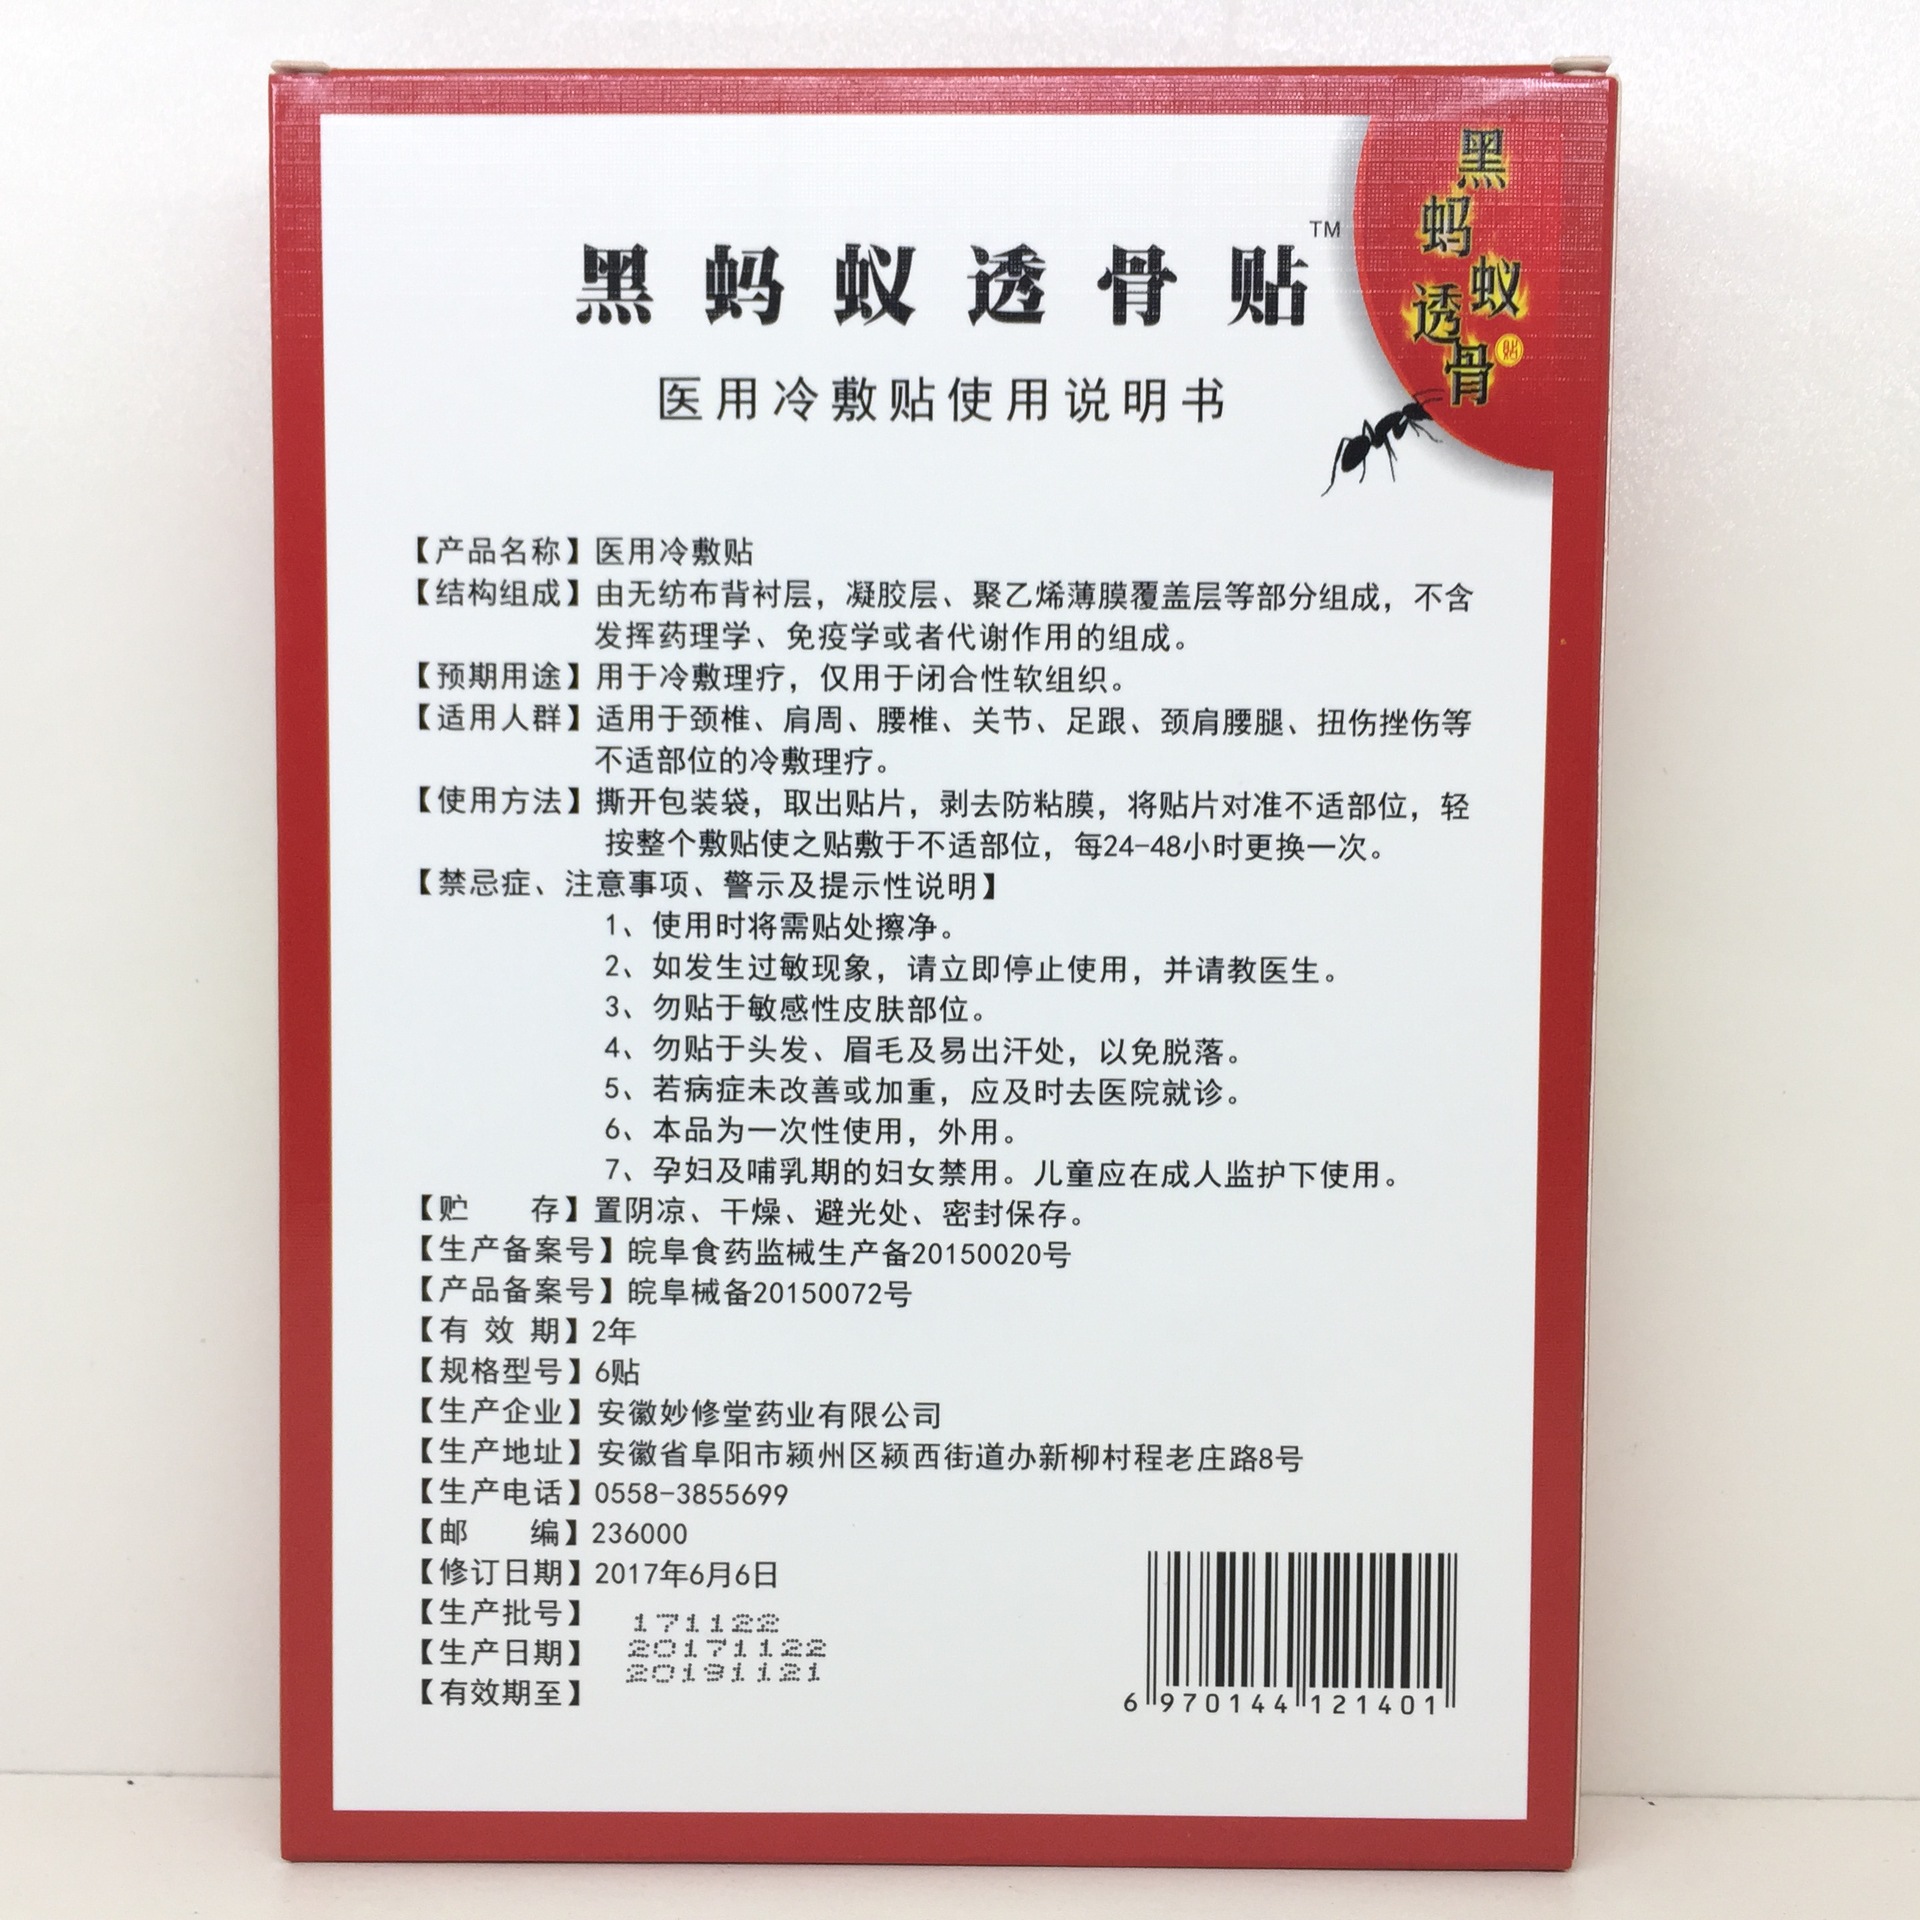 黑蚂蚁透骨贴™
医用冷敷贴使用说明书
黑
蚂
蚁
透
骨
贴
【产品名称】医用冷敷贴
【结构组成】由无纺布背衬层，凝胶层、聚乙烯薄膜覆盖层等部分组成，不含
发挥药理学、免疫学或者代谢作用的组成。
【预期用途】用于冷敷理疗，仅用于闭合性软组织。
【适用人群】适用于颈椎、肩周、腰椎、关节、足跟、颈肩腰腿、扭伤挫伤等
不适部位的冷敷理疗。
【使用方法】撕开包装袋，取出贴片，剥去防粘膜，将贴片对准不适部位，轻
按整个敷贴使之贴敷于不适部位，每24-48小时更换一次。
【禁忌症、注意事项、警示及提示性说明】
1、使用时将需贴处擦净。
2、如发生过敏现象，请立即停止使用，并请教医生。
3、勿贴于敏感性皮肤部位。
4、勿贴于头发、眉毛及易出汗处，以免脱落。
5、若病症未改善或加重，应及时去医院就诊。
6、本品为一次性使用，外用。
7、孕妇及哺乳期的妇女禁用。儿童应在成人监护下使用。
【贮 存】置阴凉、干燥、避光处、密封保存。
【生产备案号】皖阜食药监械生产备20150020号
【产品备案号】皖阜械备20150072号
【有 效 期】2年
【规格型号】6贴
【生产企业】安徽妙修堂药业有限公司
【生产地址】安徽省阜阳市颍州区颍西街道办新柳村程老庄路8号
【生产电话】0558-3855699
【邮 编】236000
【修订日期】2017年6月6日
【生产批号】171122
【生产日期】20171122
【有效期至】20191121
6 970144 121401